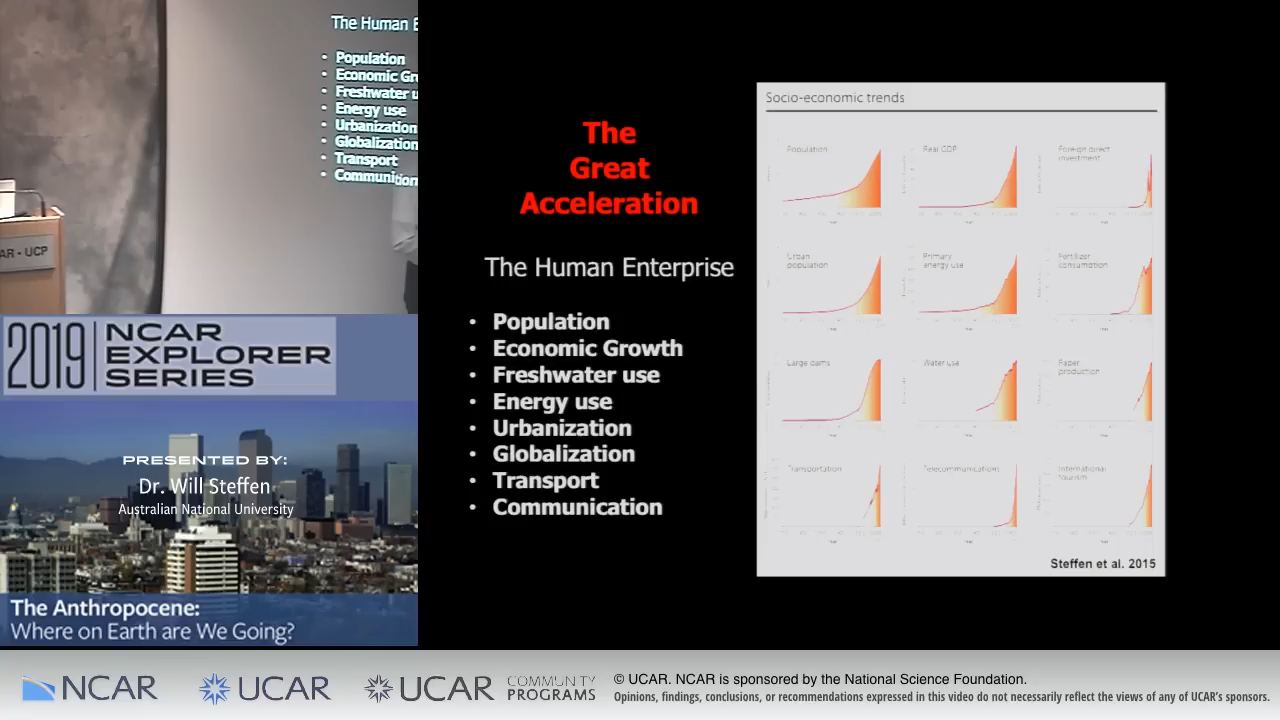 The Human E
• Population
• Economic Gr
• Freshwater u
• Energy use
• Urbanization
• Globalization
• Transport
• Communication
AR - UCP
2019 NCAR
EXPLORER
SERIES
PRESENTED BY:
Dr. Will Steffen
Australian National University
The Anthropocene:
Where on Earth are We Going?
The
Great
Acceleration
The Human Enterprise
• Population
• Economic Growth
• Freshwater use
• Energy use
• Urbanization
• Globalization
• Transport
• Communication
Socio-economic trends
Population
Real GDP
Foreign direct
investment
Urban
population
Primary
energy use
Fertilizer
consumption
Large dams
Water use
Paper
production
Transportation
Telecommunications
International
tourism
Steffen et al. 2015
NCAR
UCAR
UCAR
COMMUNITY
PROGRAMS
© UCAR. NCAR is sponsored by the National Science Foundation.
Opinions, findings, conclusions, or recommendations expressed in this video do not necessarily reflect the views of any of UCAR's sponsors.